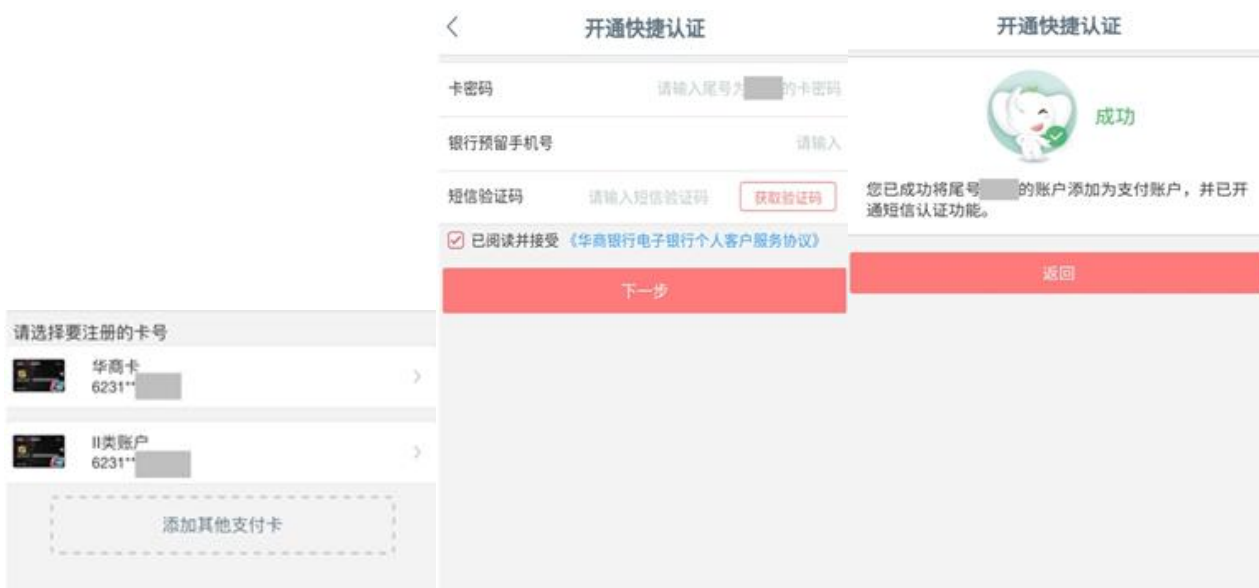 请选择要注册的卡号
华商卡
6231**
II类账户
6231**
添加其他支付卡
开通快捷认证
卡密码 请输入尾号为 的卡密码
银行预留手机号 请输入
短信验证码 请输入短信验证码 获取验证码
已阅读并接受《华商银行电子银行个人客户服务协议》
下一步
开通快捷认证
成功
您已成功将尾号 的账户添加为支付账户，并已开
通短信认证功能。
返回